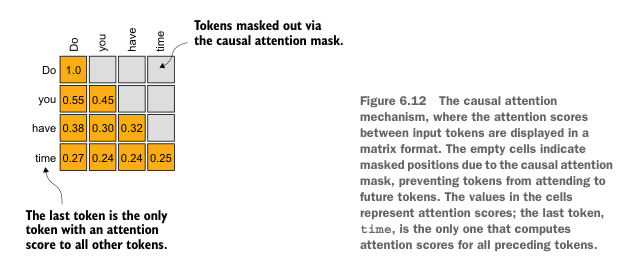 Tokens masked out via
the causal attention mask.
Do you have time
Do 1.0
you 0.55 0.45
have 0.38 0.30 0.32
time 0.27 0.24 0.24 0.25
The last token is the only
token with an attention
score to all other tokens.
Figure 6.12 The causal attention
mechanism, where the attention scores
between input tokens are displayed in a
matrix format. The empty cells indicate
masked positions due to the causal attention
mask, preventing tokens from attending to
future tokens. The values in the cells
represent attention scores; the last token,
time, is the only one that computes
attention scores for all preceding tokens.